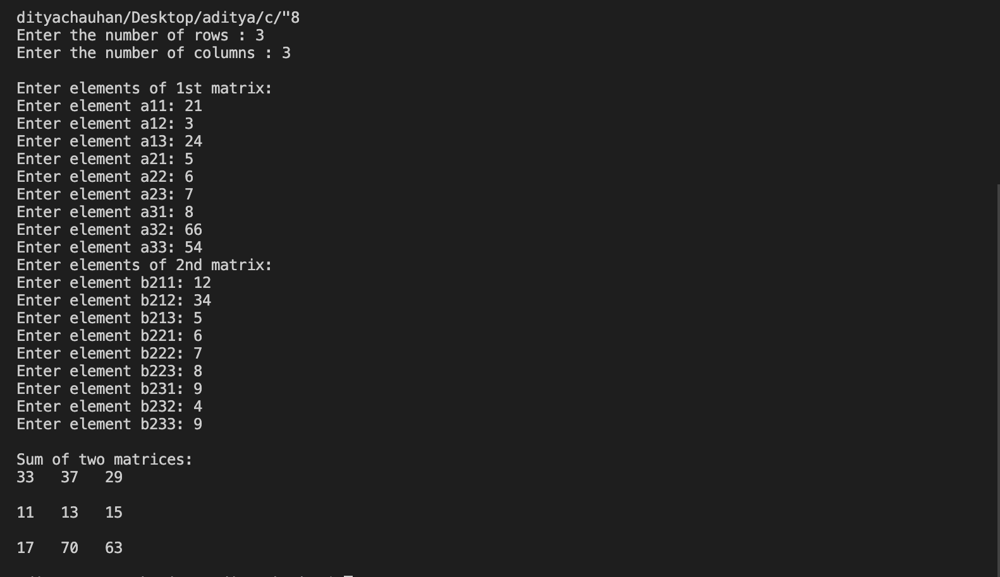 dityachauhan/Desktop/aditya/c/"8
Enter the number of rows : 3
Enter the number of columns : 3
Enter elements of 1st matrix:
Enter element a11: 21
Enter element a12: 3
Enter element a13: 24
Enter element a21: 5
Enter element a22: 6
Enter element a23: 7
Enter element a31: 8
Enter element a32: 66
Enter element a33: 54
Enter elements of 2nd matrix:
Enter element b211: 12
Enter element b212: 34
Enter element b213: 5
Enter element b221: 6
Enter element b222: 7
Enter element b223: 8
Enter element b231: 9
Enter element b232: 4
Enter element b233: 9
Sum of two matrices:
33   37   29
11   13   15
17   70   63